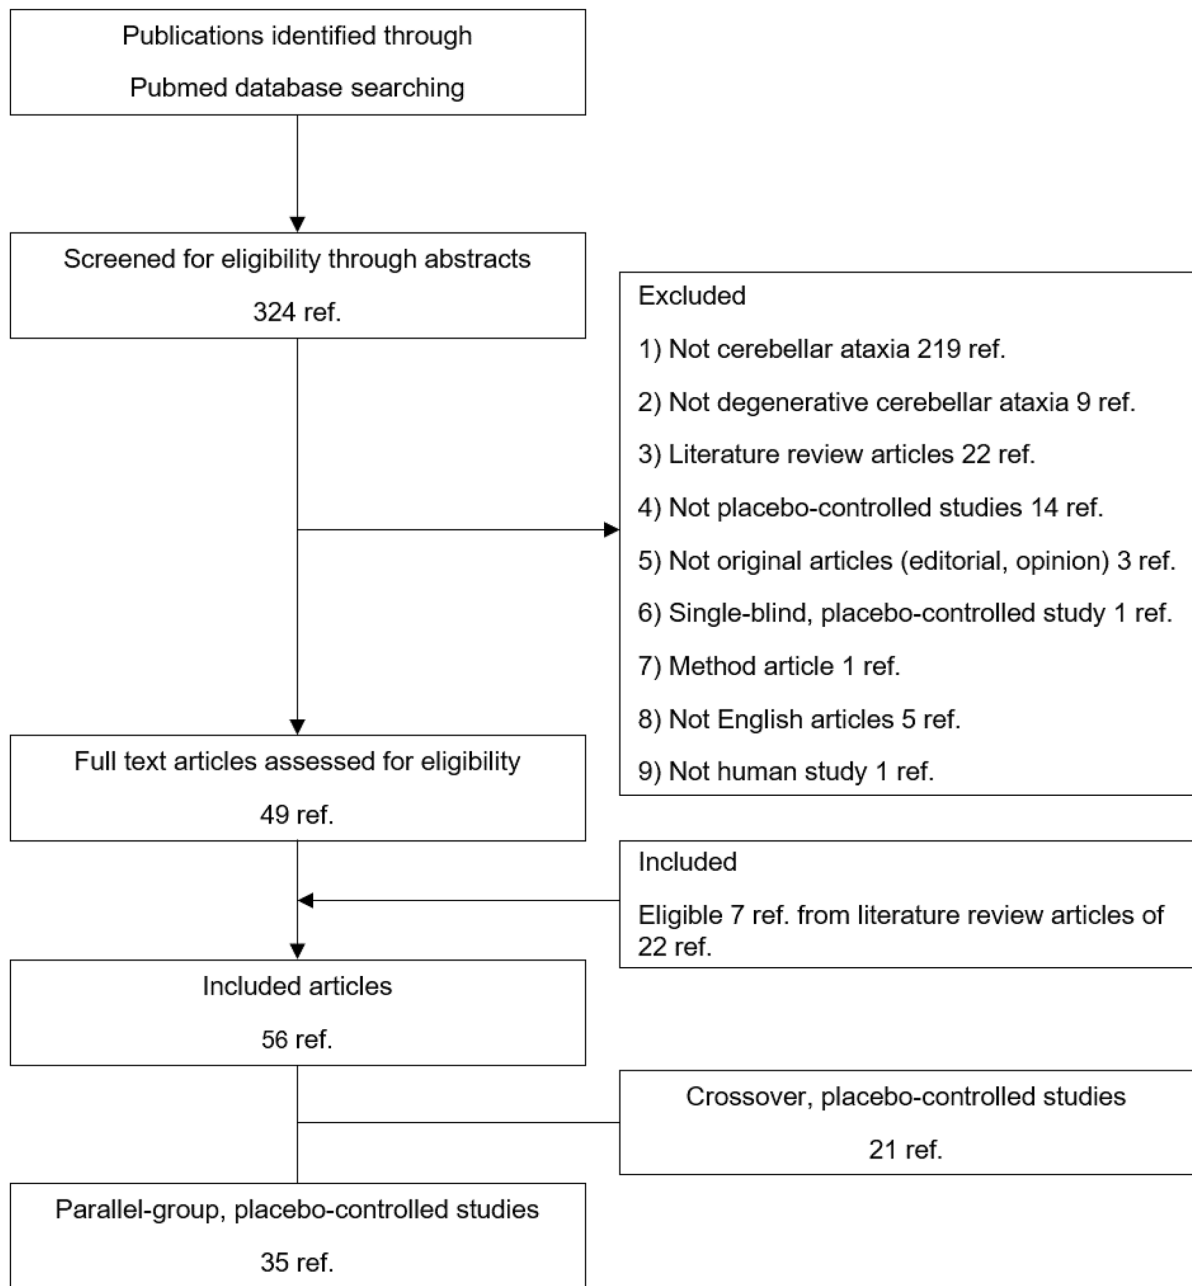 Publications identified through
Pubmed database searching
Screened for eligibility through abstracts
324 ref.
Excluded
1) Not cerebellar ataxia 219 ref.
2) Not degenerative cerebellar ataxia 9 ref.
3) Literature review articles 22 ref.
4) Not placebo-controlled studies 14 ref.
5) Not original articles (editorial, opinion) 3 ref.
6) Single-blind, placebo-controlled study 1 ref.
7) Method article 1 ref.
8) Not English articles 5 ref.
9) Not human study 1 ref.
Full text articles assessed for eligibility
49 ref.
Included
Eligible 7 ref. from literature review articles of
22 ref.
Included articles
56 ref.
Crossover, placebo-controlled studies
21 ref.
Parallel-group, placebo-controlled studies
35 ref.